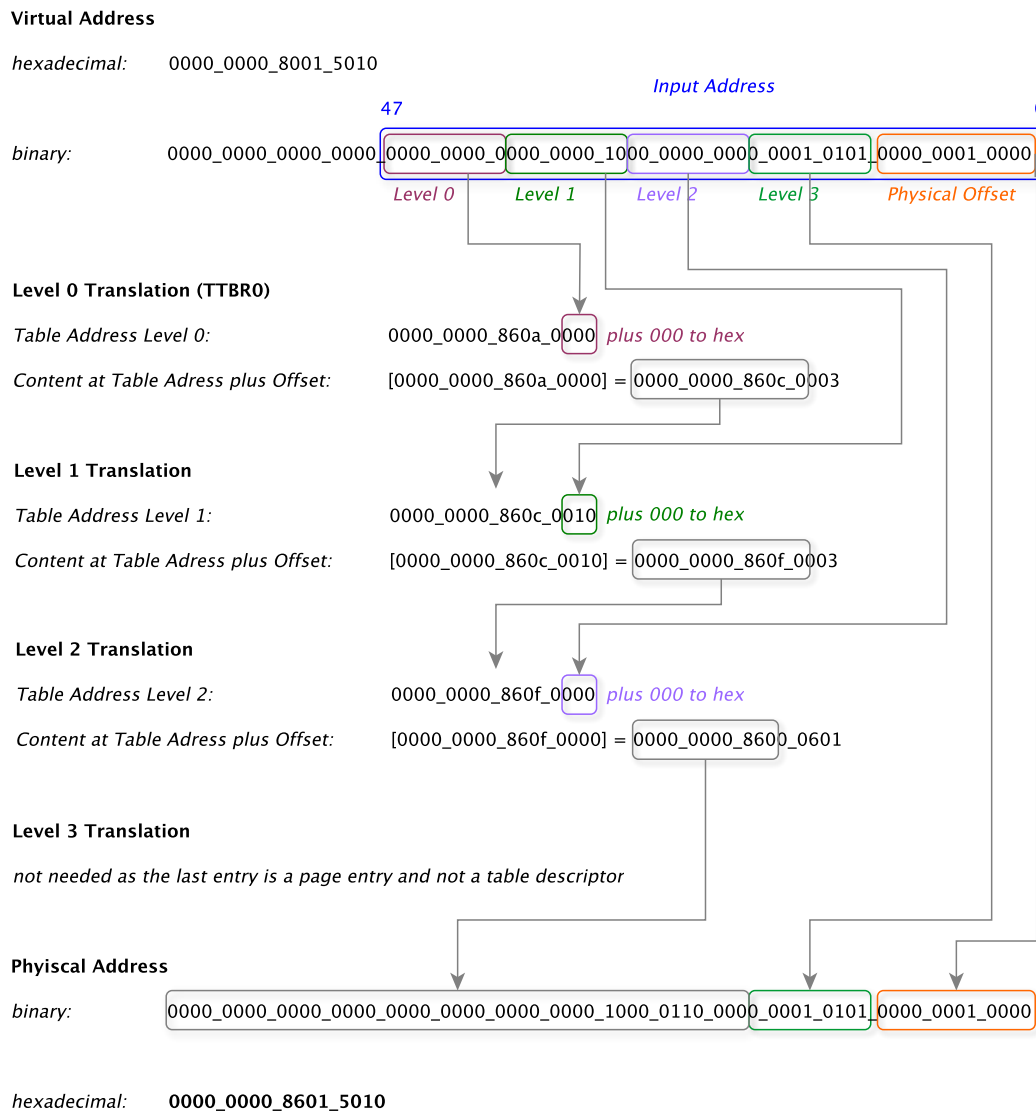 Virtual Address
hexadecimal: 0000_0000_8001_5010
Input Address
47
binary: 0000_0000_0000_0000_0000_0000_0000_0000_1000_0000_0000_0001_0101_0000_0001_0000
Level 0 Level 1 Level 2 Level 3 Physical Offset
Level 0 Translation (TTBR0)
Table Address Level 0: 0000_0000_860a_0000 plus 000 to hex
Content at Table Adress plus Offset: [0000_0000_860a_0000] = 0000_0000_860c_0003
Level 1 Translation
Table Address Level 1: 0000_0000_860c_0010 plus 000 to hex
Content at Table Adress plus Offset: [0000_0000_860c_0010] = 0000_0000_860f_0003
Level 2 Translation
Table Address Level 2: 0000_0000_860f_0000 plus 000 to hex
Content at Table Adress plus Offset: [0000_0000_860f_0000] = 0000_0000_8600_0601
Level 3 Translation
not needed as the last entry is a page entry and not a table descriptor
Phyiscal Address
binary: 0000_0000_0000_0000_0000_0000_0000_0000_1000_0110_0000_0001_0101_0000_0001_0000
hexadecimal: 0000_0000_8601_5010